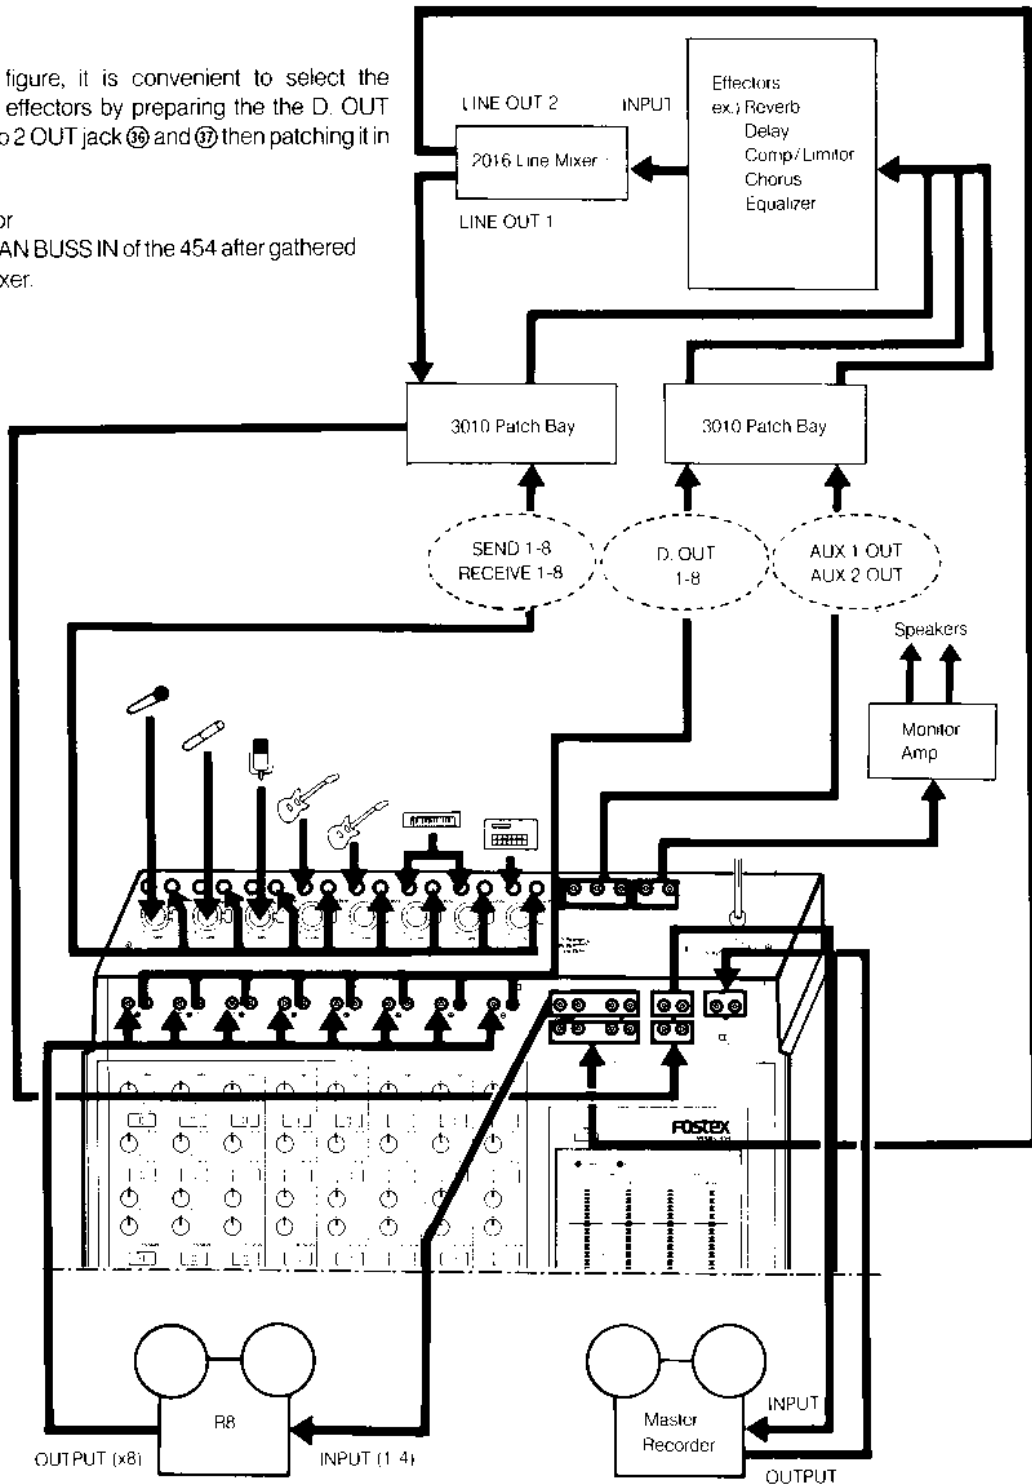 figure, it is convenient to select the
effectors by preparing the the D. OUT
o 2 OUT jack ㊱ and ㊲ then patching it in
or
AN BUSS IN of the 454 after gathered
xer.
LINE OUT 2
INPUT
2016 Line Mixer
LINE OUT 1
Effectors
ex.) Reverb
Delay
Comp/Limitor
Chorus
Equalizer
3010 Patch Bay
3010 Patch Bay
SEND 1-8
RECEIVE 1-8
D. OUT
1-8
AUX 1 OUT
AUX 2 OUT
Speakers
Monitor
Amp
FOSTEX
R8
OUTPUT (x8)
INPUT (1-4)
Master
Recorder
INPUT
OUTPUT